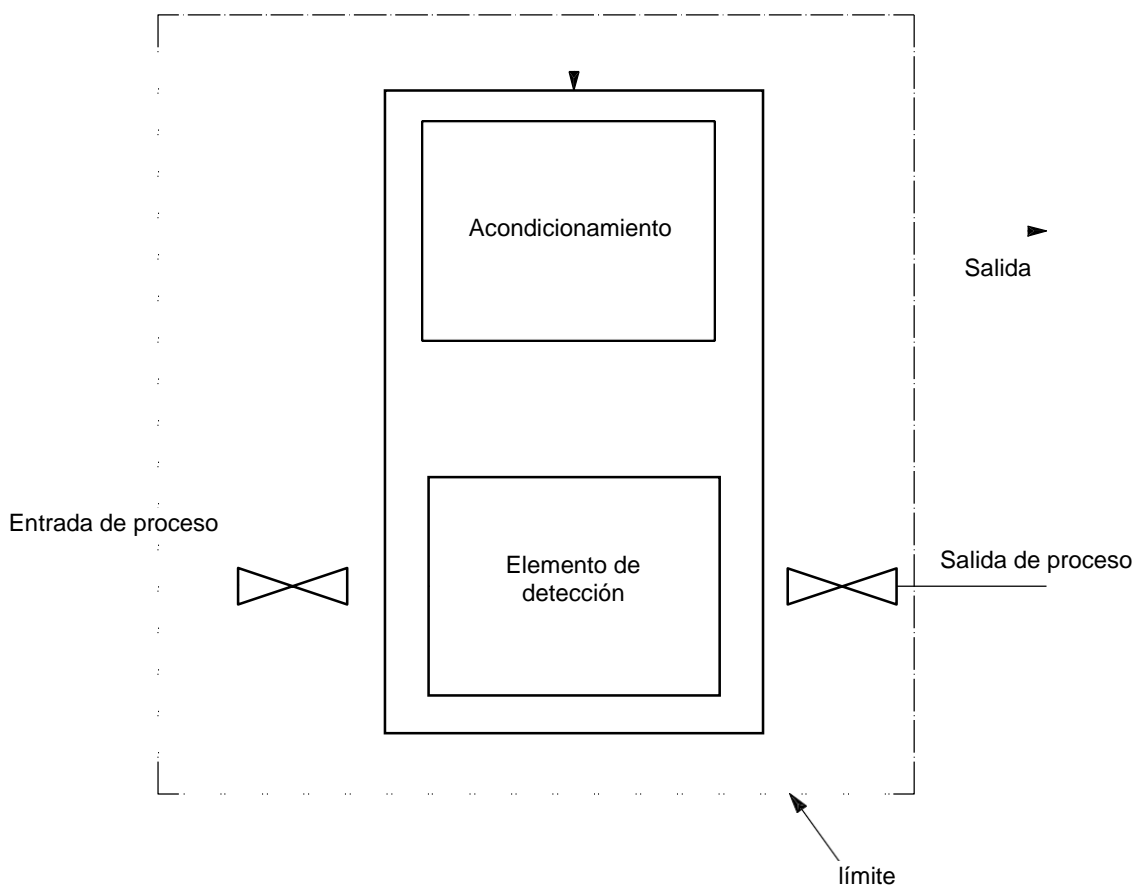 Acondicionamiento
Salida
Entrada de proceso
Elemento de
detección
Salida de proceso
límite